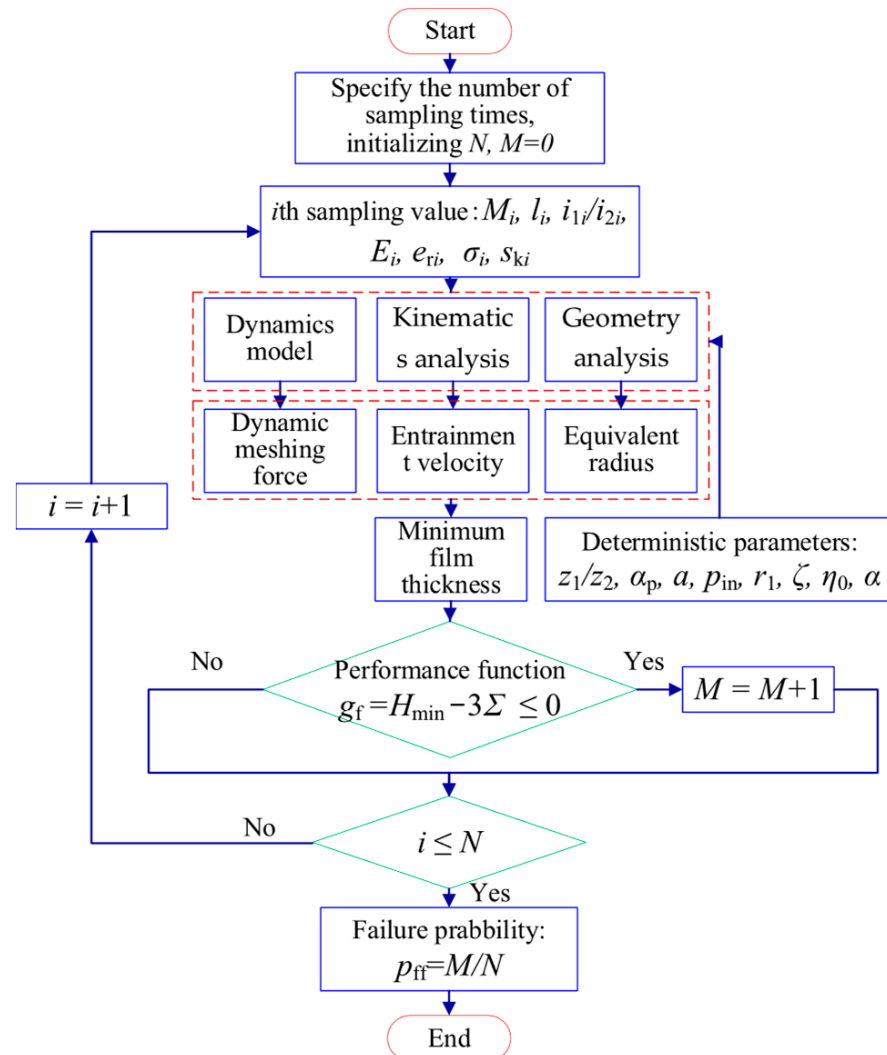 Start
Specify the number of
sampling times,
initializing N, M=0
ith sampling value: Mᵢ, lᵢ, i₁ᵢ/i₂ᵢ,
Eᵢ, eᵣᵢ, σᵢ, sₖᵢ
Dynamics
model
Kinematic
s analysis
Geometry
analysis
Dynamic
meshing
force
Entrainmen
t velocity
Equivalent
radius
i = i+1
Minimum
film
thickness
Deterministic parameters:
z₁/z₂, αₚ, a, pᵢₙ, r₁, ζ, η₀, α
No
Performance function
g_f=H_min−3Σ ≤ 0
Yes
M = M+1
No
i ≤ N
Yes
Failure prabbility:
p_ff=M/N
End